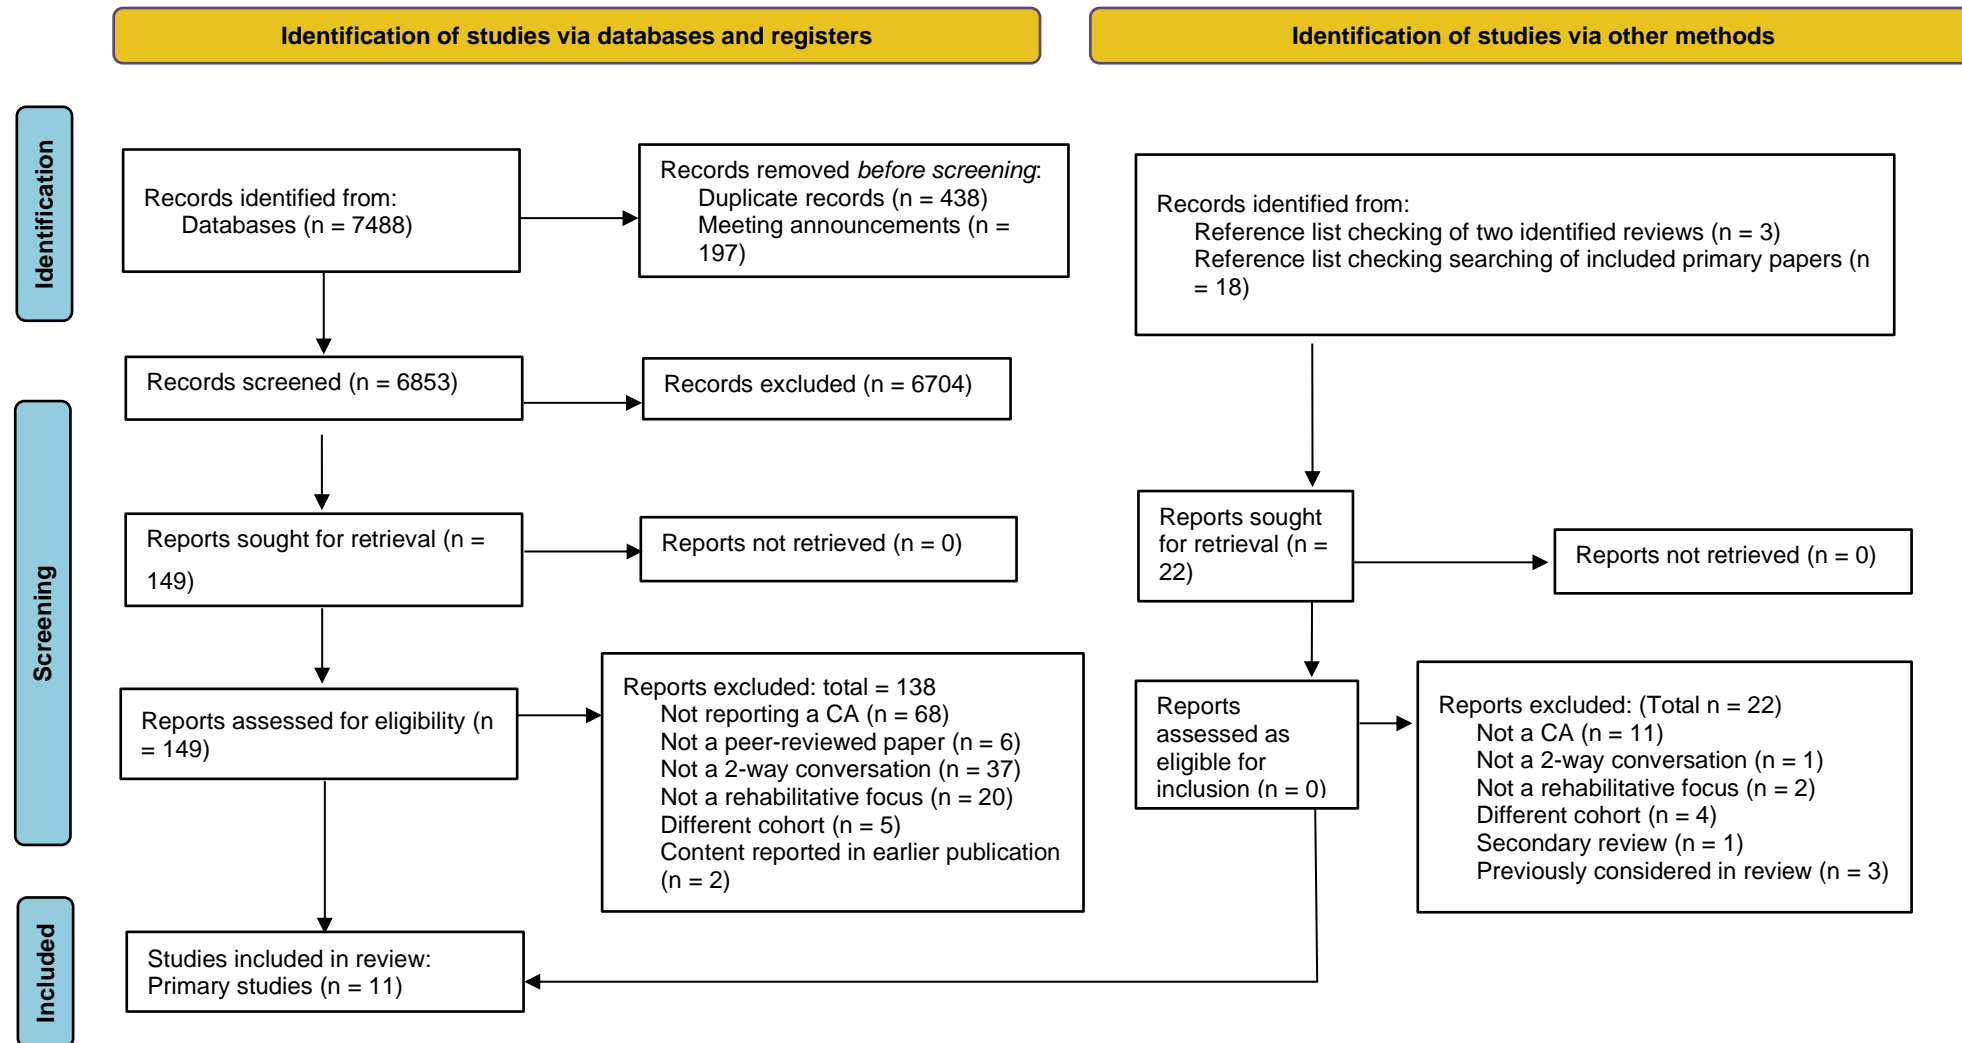 Identification of studies via databases and registers
Identification of studies via other methods
Identification
Records identified from:
Databases (n = 7488)
Records removed before screening:
Duplicate records (n = 438)
Meeting announcements (n =
197)
Records identified from:
Reference list checking of two identified reviews (n = 3)
Reference list checking searching of included primary papers (n
= 18)
Screening
Records screened (n = 6853)
Records excluded (n = 6704)
Reports sought for retrieval (n =
149)
Reports not retrieved (n = 0)
Reports sought
for retrieval (n =
22)
Reports not retrieved (n = 0)
Reports assessed for eligibility (n
= 149)
Reports excluded: total = 138
Not reporting a CA (n = 68)
Not a peer-reviewed paper (n = 6)
Not a 2-way conversation (n = 37)
Not a rehabilitative focus (n = 20)
Different cohort (n = 5)
Content reported in earlier publication
(n = 2)
Reports
assessed as
eligible for
inclusion (n = 0)
Reports excluded: (Total n = 22)
Not a CA (n = 11)
Not a 2-way conversation (n = 1)
Not a rehabilitative focus (n = 2)
Different cohort (n = 4)
Secondary review (n = 1)
Previously considered in review (n = 3)
Included
Studies included in review:
Primary studies (n = 11)